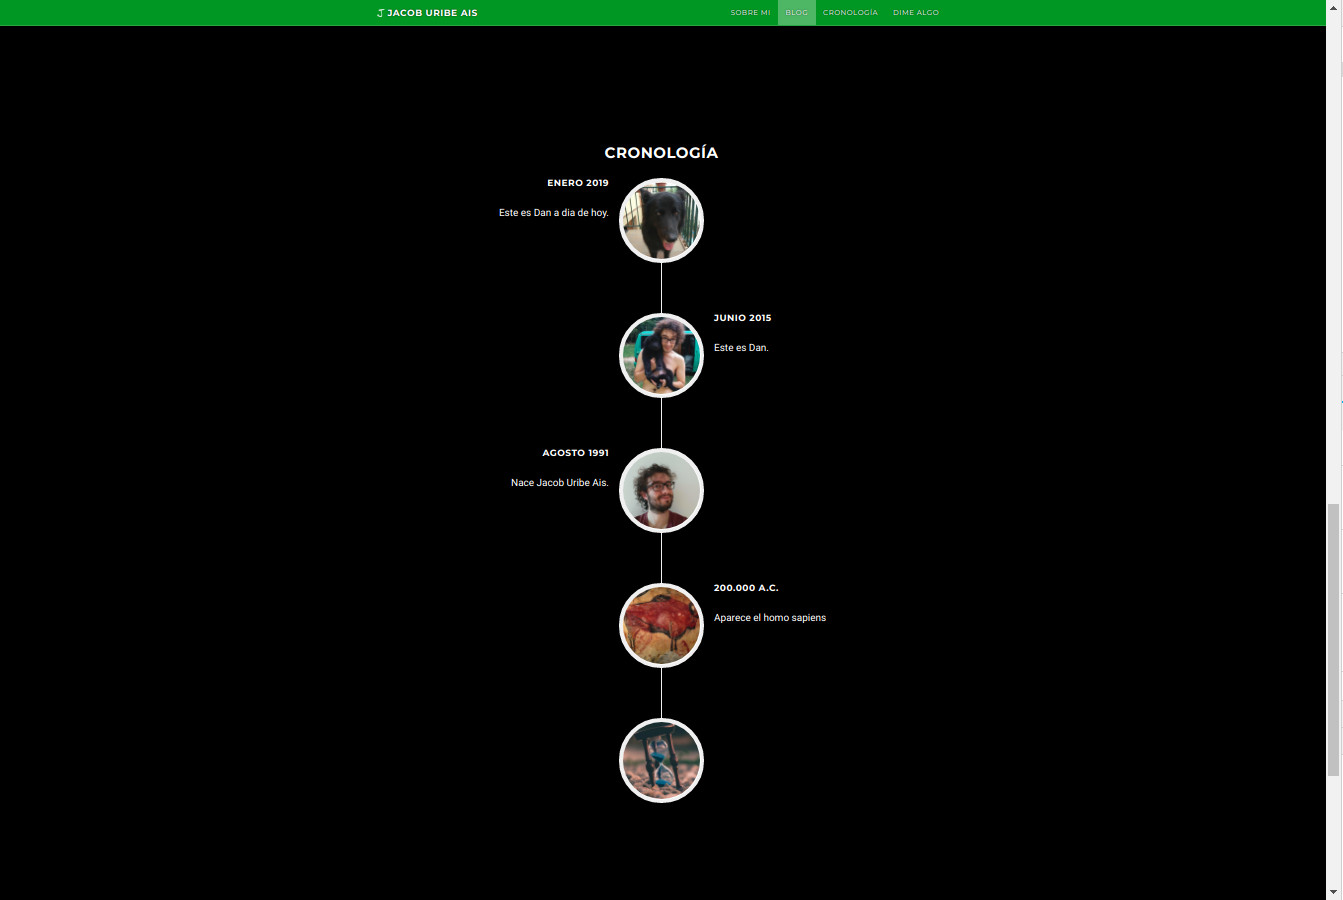 JACOB URIBE AIS
SOBRE MI BLOG CRONOLOGÍA DIME ALGO
CRONOLOGÍA
ENERO 2019
Este es Dan a dia de hoy.
JUNIO 2015
Este es Dan.
AGOSTO 1991
Nace Jacob Uribe Ais.
200.000 A.C.
Aparece el homo sapiens